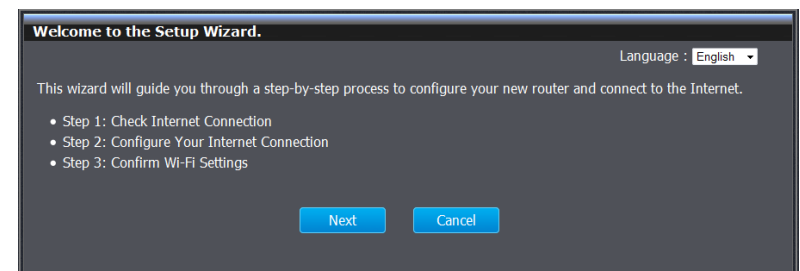 Welcome to the Setup Wizard.
Language : English
This wizard will guide you through a step-by-step process to configure your new router and connect to the Internet.
• Step 1: Check Internet Connection
• Step 2: Configure Your Internet Connection
• Step 3: Confirm Wi-Fi Settings
Next Cancel